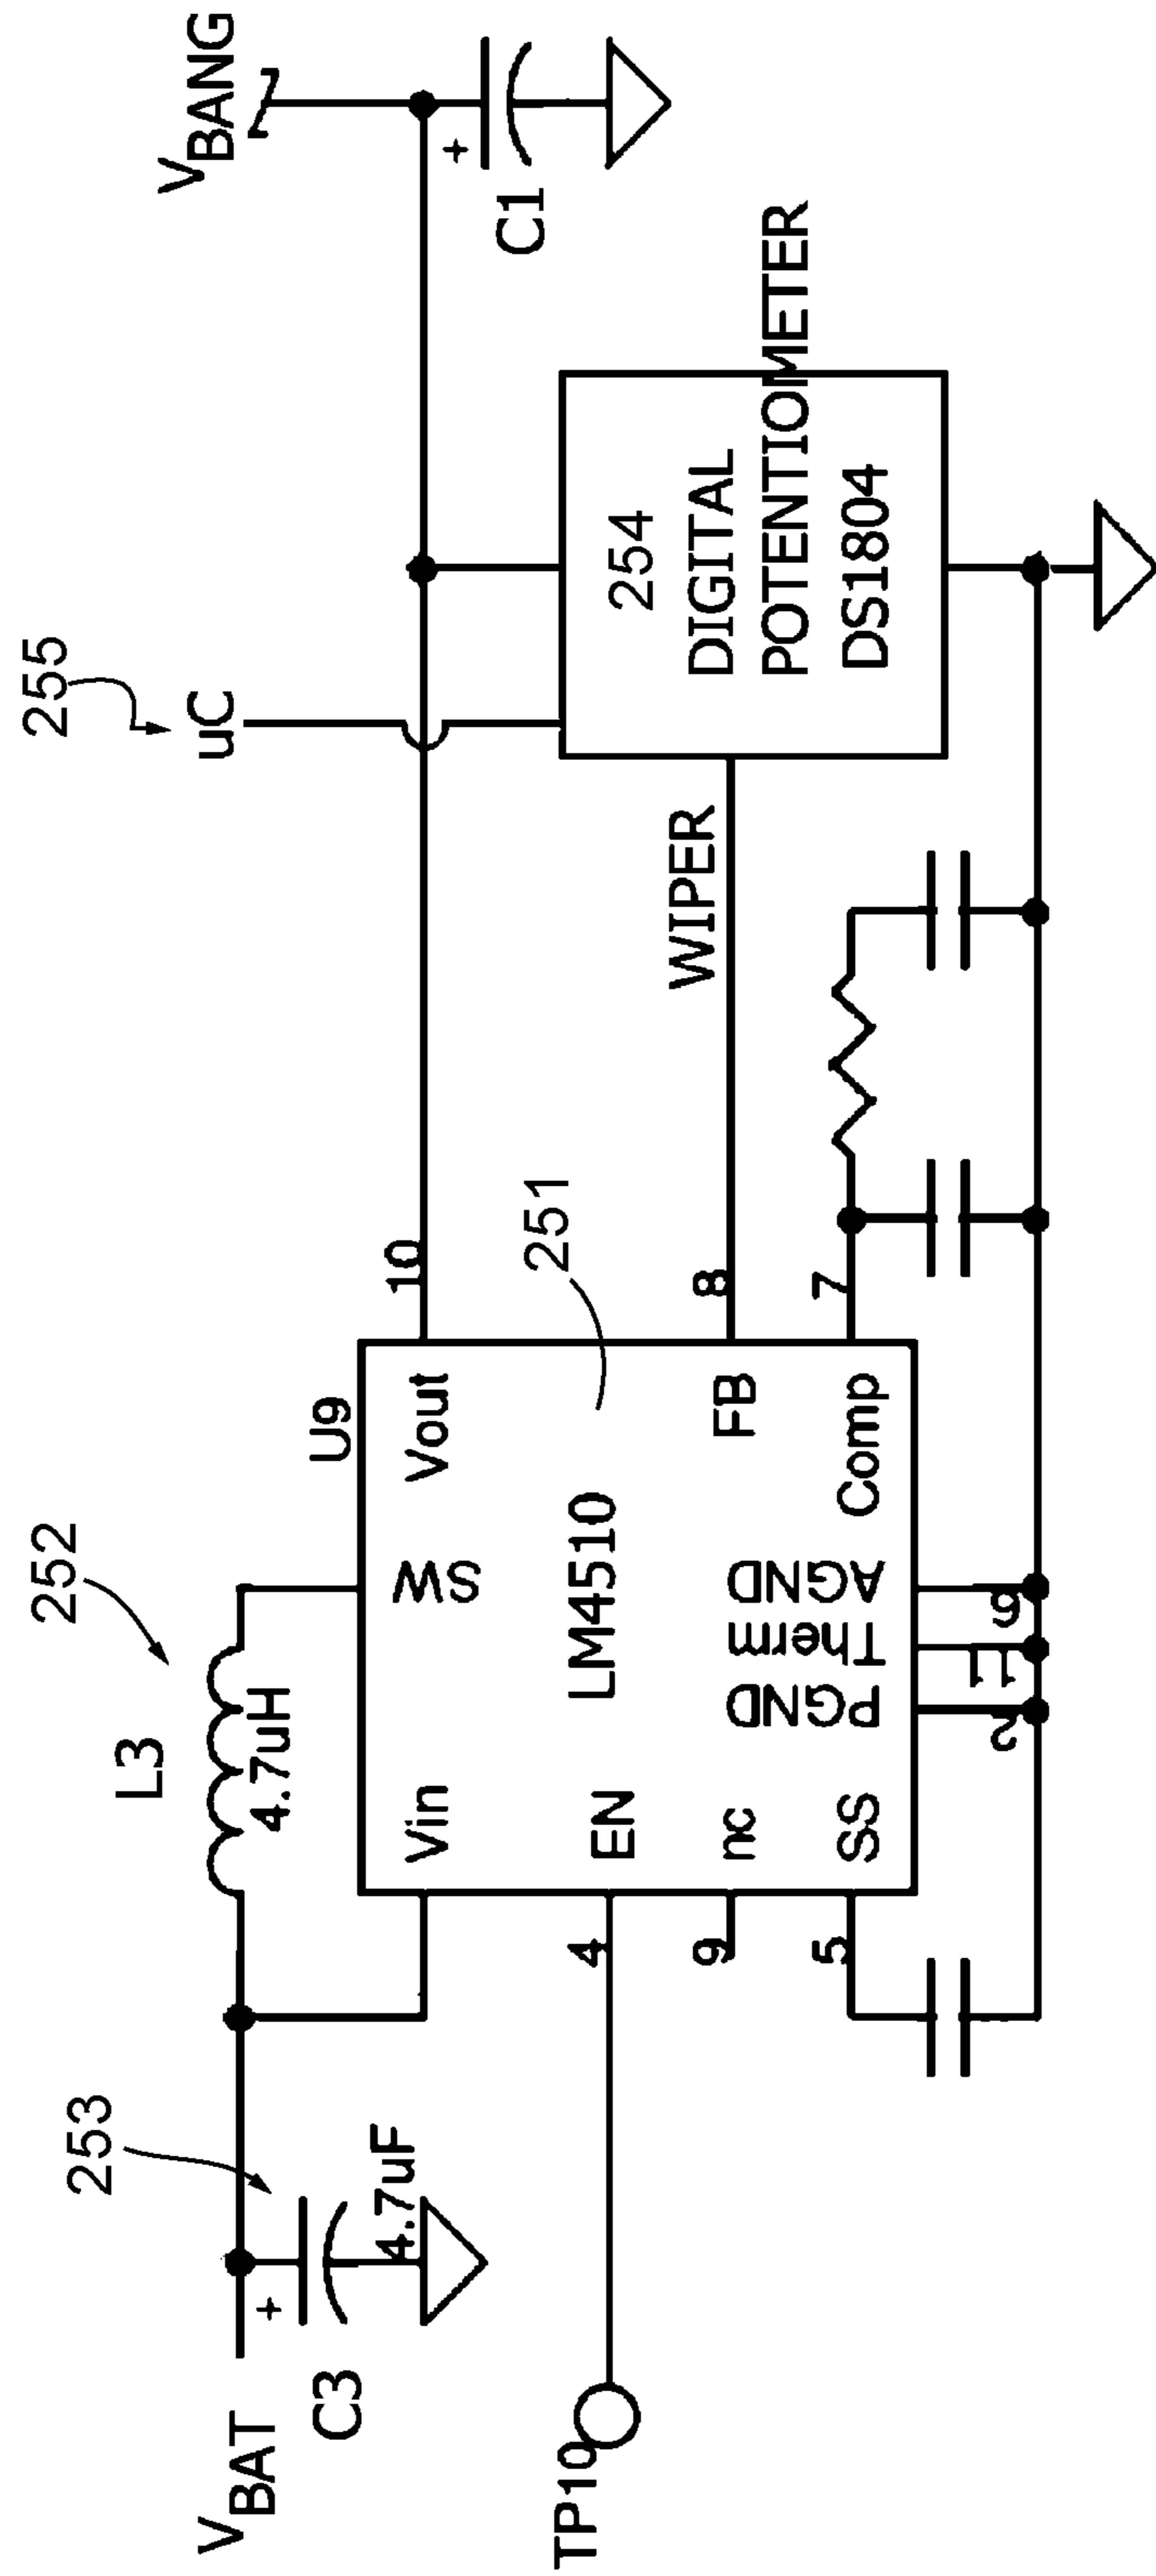 255
uC
V BANG
252
L3
4.7uH
253
V BAT
C3
4.7uF
+
+
C1
U9
10
Vin
SW
Vout
251
254
DIGITAL
POTENTIOMETER
DS1804
LM4510
TP10
4
EN
WIPER
9
nc
FB
8
5
SS
PGND
Therm
AGND
Comp
7
2
11
6